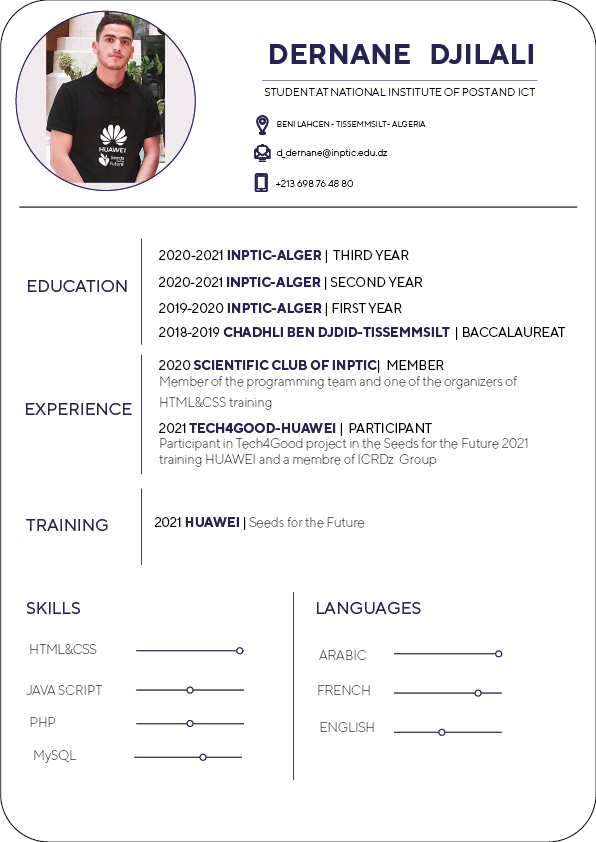 DERNANE DJILALI
STUDENT AT NATIONAL INSTITUTE OF POST AND ICT
BENI LAHCEN - TISSEMMSILT - ALGERIA
d_dernane@inptic.edu.dz
+213 698 76 48 80
HUAWEI
Seeds
for the
Future
EDUCATION
2020-2021 INPTIC-ALGER | THIRD YEAR
2020-2021 INPTIC-ALGER | SECOND YEAR
2019-2020 INPTIC-ALGER | FIRST YEAR
2018-2019 CHADHLI BEN DJDID-TISSEMMSILT | BACCALAUREAT
EXPERIENCE
2020 SCIENTIFIC CLUB OF INPTIC| MEMBER
Member of the programming team and one of the organizers of
HTML&CSS training
2021 TECH4GOOD-HUAWEI | PARTICIPANT
Participant in Tech4Good project in the Seeds for the Future 2021
training HUAWEI and a membre of ICRDz Group
TRAINING
2021 HUAWEI | Seeds for the Future
SKILLS
HTML&CSS
JAVA SCRIPT
PHP
MySQL
LANGUAGES
ARABIC
FRENCH
ENGLISH